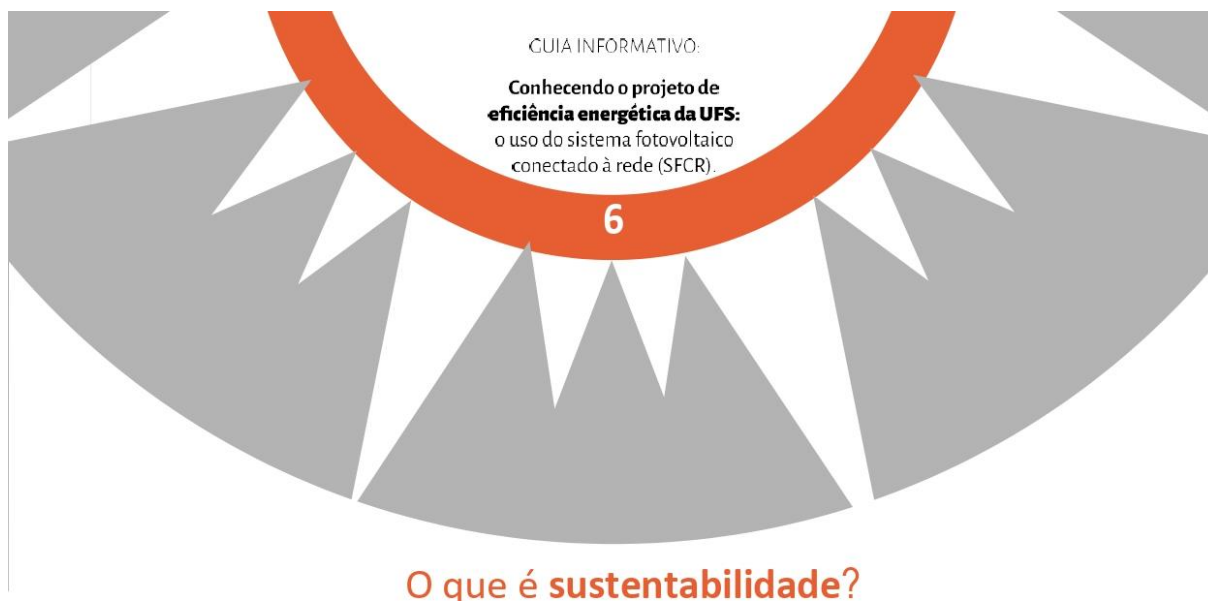 GUIA INFORMATIVO:
Conhecendo o projeto de
eficiência energética da UFS:
o uso do sistema fotovoltaico
conectado à rede (SFCR).
6
O que é sustentabilidade?